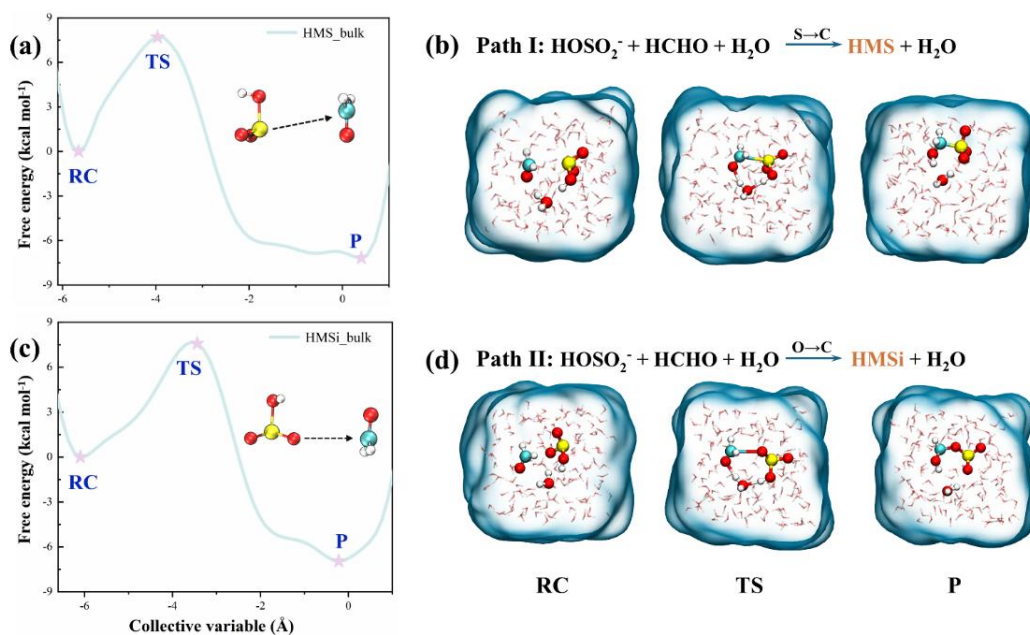 (a)
HMS_bulk
TS
RC
P
Free energy (kcal mol⁻¹)
9
6
3
0
-3
-6
-9
-6
-4
-2
0
(b) Path I: HOSO₂⁻ + HCHO + H₂O S→C HMS + H₂O
(c)
HMSi_bulk
TS
RC
P
Free energy (kcal mol⁻¹)
9
6
3
0
-3
-6
-9
-6
-4
-2
0
Collective variable (Å)
(d) Path II: HOSO₂⁻ + HCHO + H₂O O→C HMSi + H₂O
RC TS P